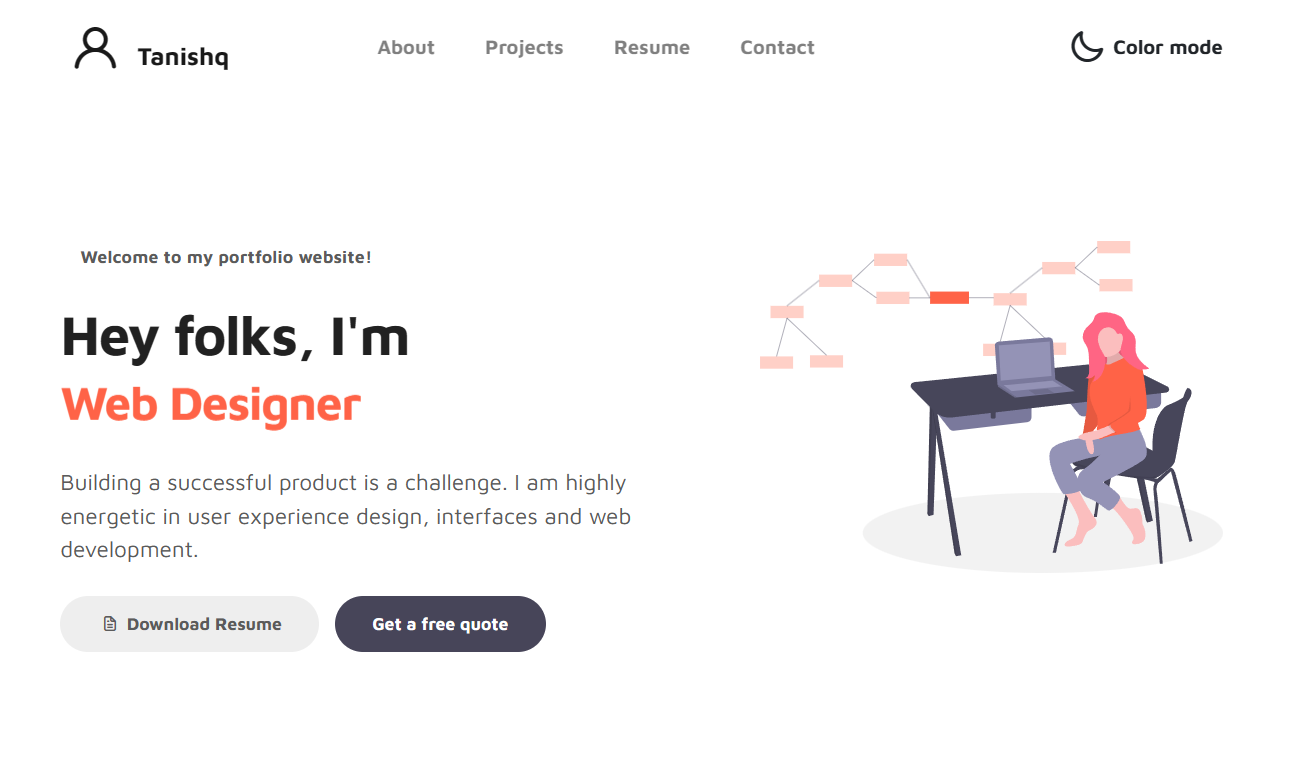 Tanishq
About
Projects
Resume
Contact
Color mode
Welcome to my portfolio website!
Hey folks, I'm
Web Designer
Building a successful product is a challenge. I am highly
energetic in user experience design, interfaces and web
development.
Download Resume
Get a free quote